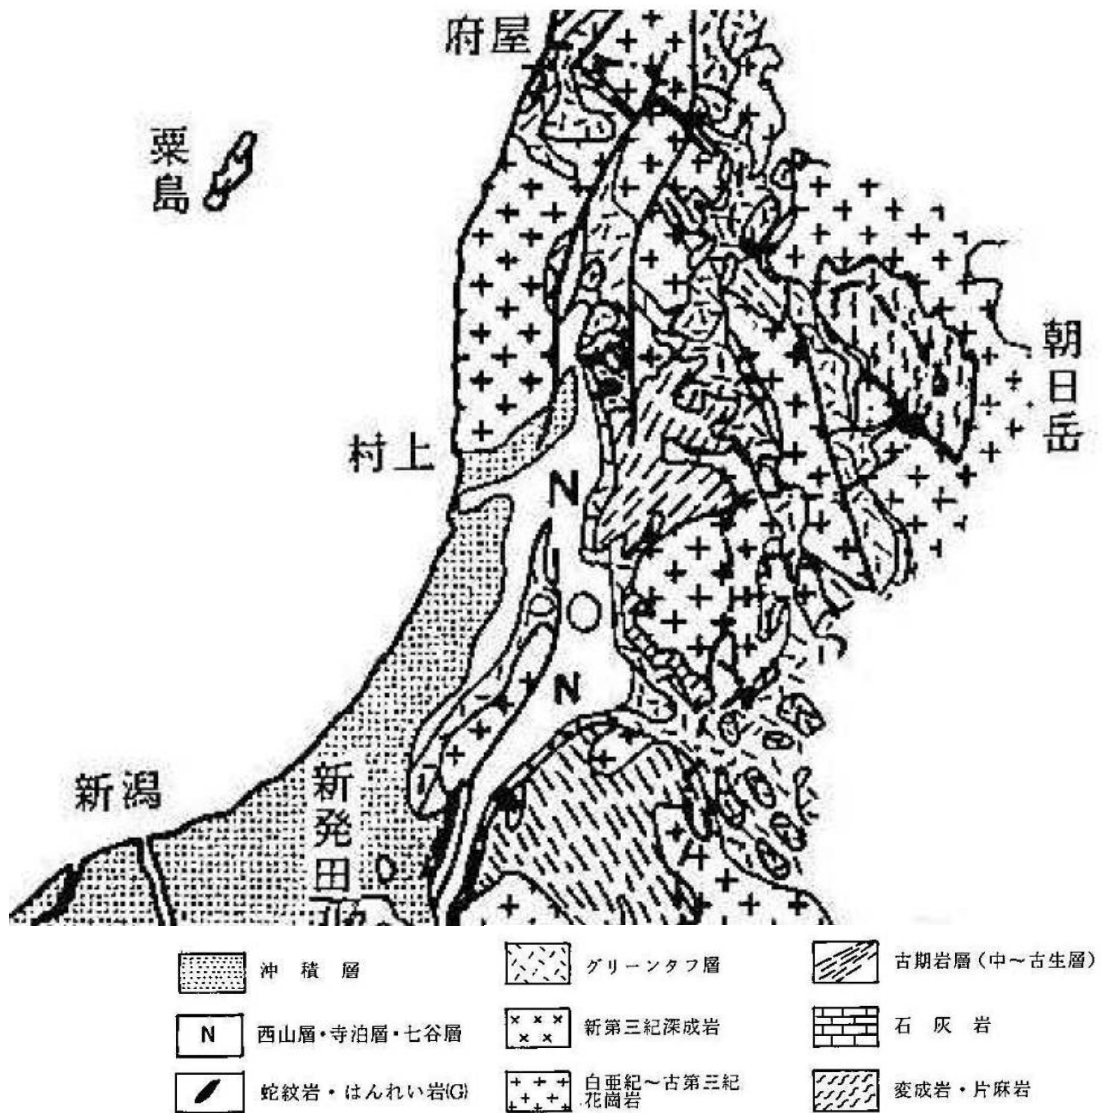 府屋
粟島
朝日岳
村上
N
N
新潟
新発田
沖積層
グリーンタフ層
古期岩層(中~古生層)
N
西山層・寺泊層・七谷層
新第三紀深成岩
石灰岩
蛇紋岩・はんれい岩(G)
白亜紀~古第三紀
花崗岩
変成岩・片麻岩